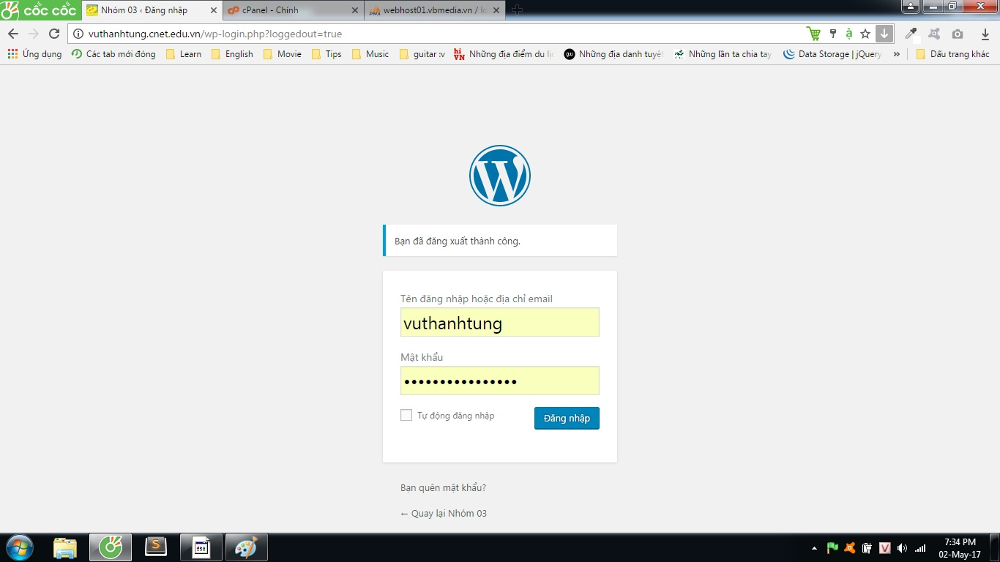 cốc cốc
Nhóm 03 ‹ Đăng nhập
cPanel - Chính
webhost01.vbmedia.vn /
vuthanhtung.cnet.edu.vn/wp-login.php?loggedout=true
Ứng dụng
Các tab mới đóng
Learn
English
Movie
Tips
Music
guitar :v
Những địa điểm du
Những địa danh
Những lần ta chia tay
Data Storage | jQuery
»
Dấu trang khác
Bạn đã đăng xuất thành công.
Tên đăng nhập hoặc địa chỉ email
vuthanhtung
Mật khẩu
••••••••••••••••
Tự động đăng nhập
Đăng nhập
Bạn quên mật khẩu?
← Quay lại Nhóm 03
7:34 PM
02-May-17